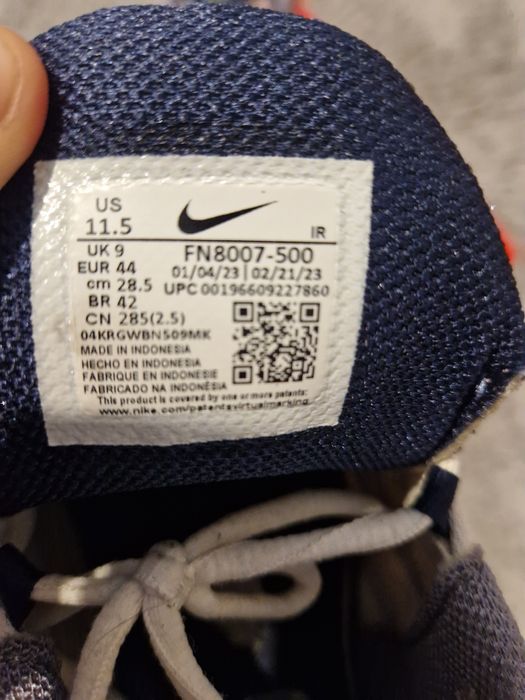 US
11.5
IR
UK 9
FN8007-500
EUR 44
01/04/23 | 02/21/23
cm 28.5
UPC 00196609227860
BR 42
CN 285(2.5)
04KRGWBN509MK
MADE IN INDONESIA
HECHO EN INDONESIA
FABRIQUE EN INDONESIE
FABRICADO NA INDONÉSIA
This product is covered by one or more patents:
www.nike.com/patentsvirtualmarking